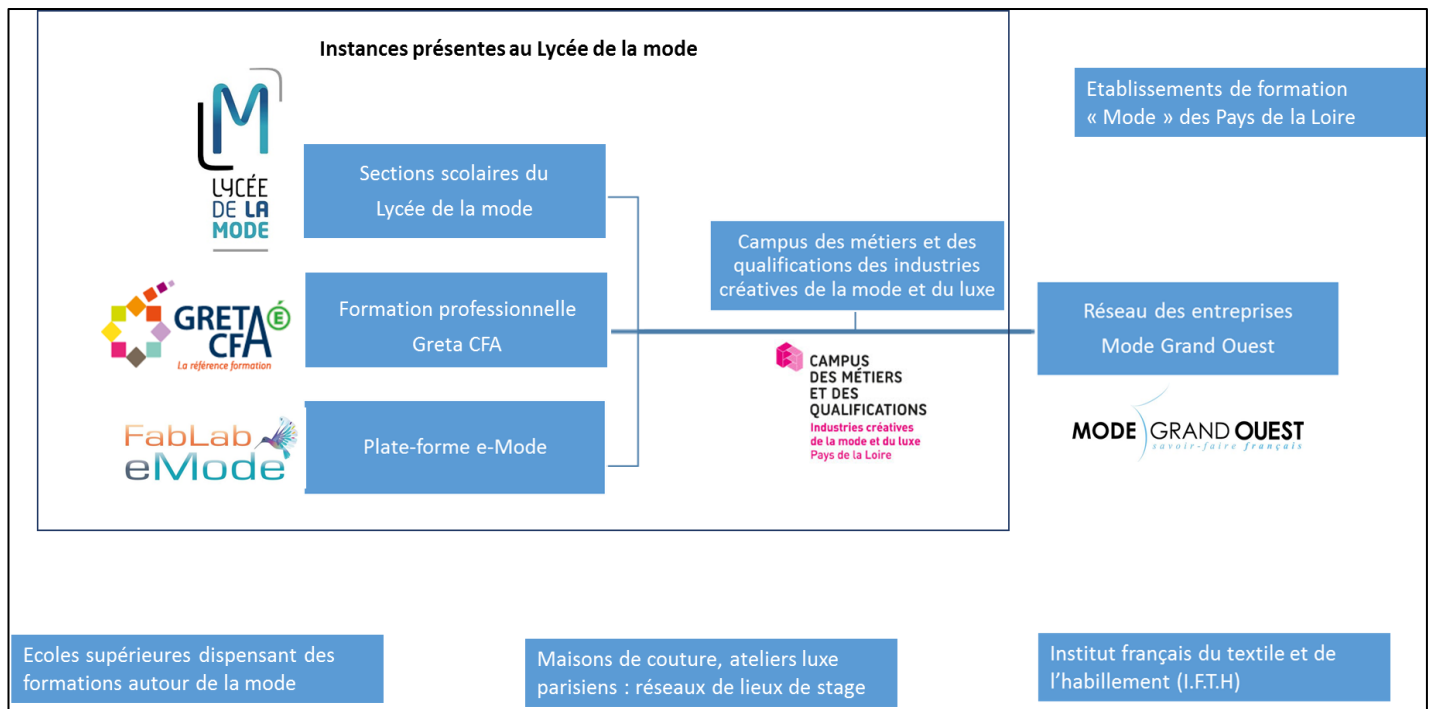 Instances présentes au Lycée de la mode
Etablissements de formation
« Mode » des Pays de la Loire
LYCÉE
DE LA
MODE
Sections scolaires du
Lycée de la mode
Campus des métiers et des
qualifications des industries
créatives de la mode et du luxe
GRETA É
CFA
La référence formation
Formation professionnelle
Greta CFA
Réseau des entreprises
Mode Grand Ouest
CAMPUS
DES MÉTIERS
ET DES
QUALIFICATIONS
Industries créatives
de la mode et du luxe
Pays de la Loire
FabLab
eMode
Plate-forme e-Mode
MODE GRAND OUEST
savoir-faire français
Ecoles supérieures dispensant des
formations autour de la mode
Maisons de couture, ateliers luxe
parisiens : réseaux de lieux de stage
Institut français du textile et de
l’habillement (I.F.T.H)